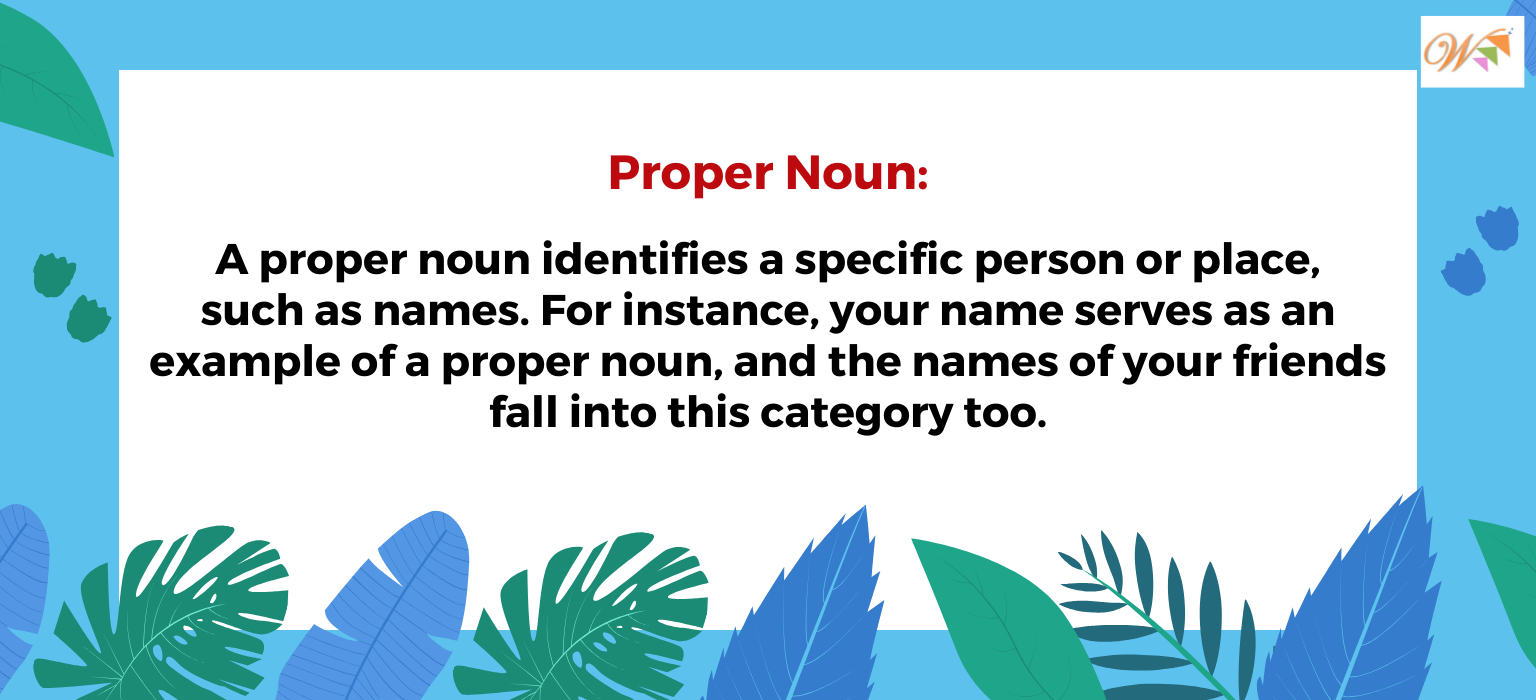 W
Proper Noun:
A proper noun identifies a specific person or place,
such as names. For instance, your name serves as an
example of a proper noun, and the names of your friends
fall into this category too.